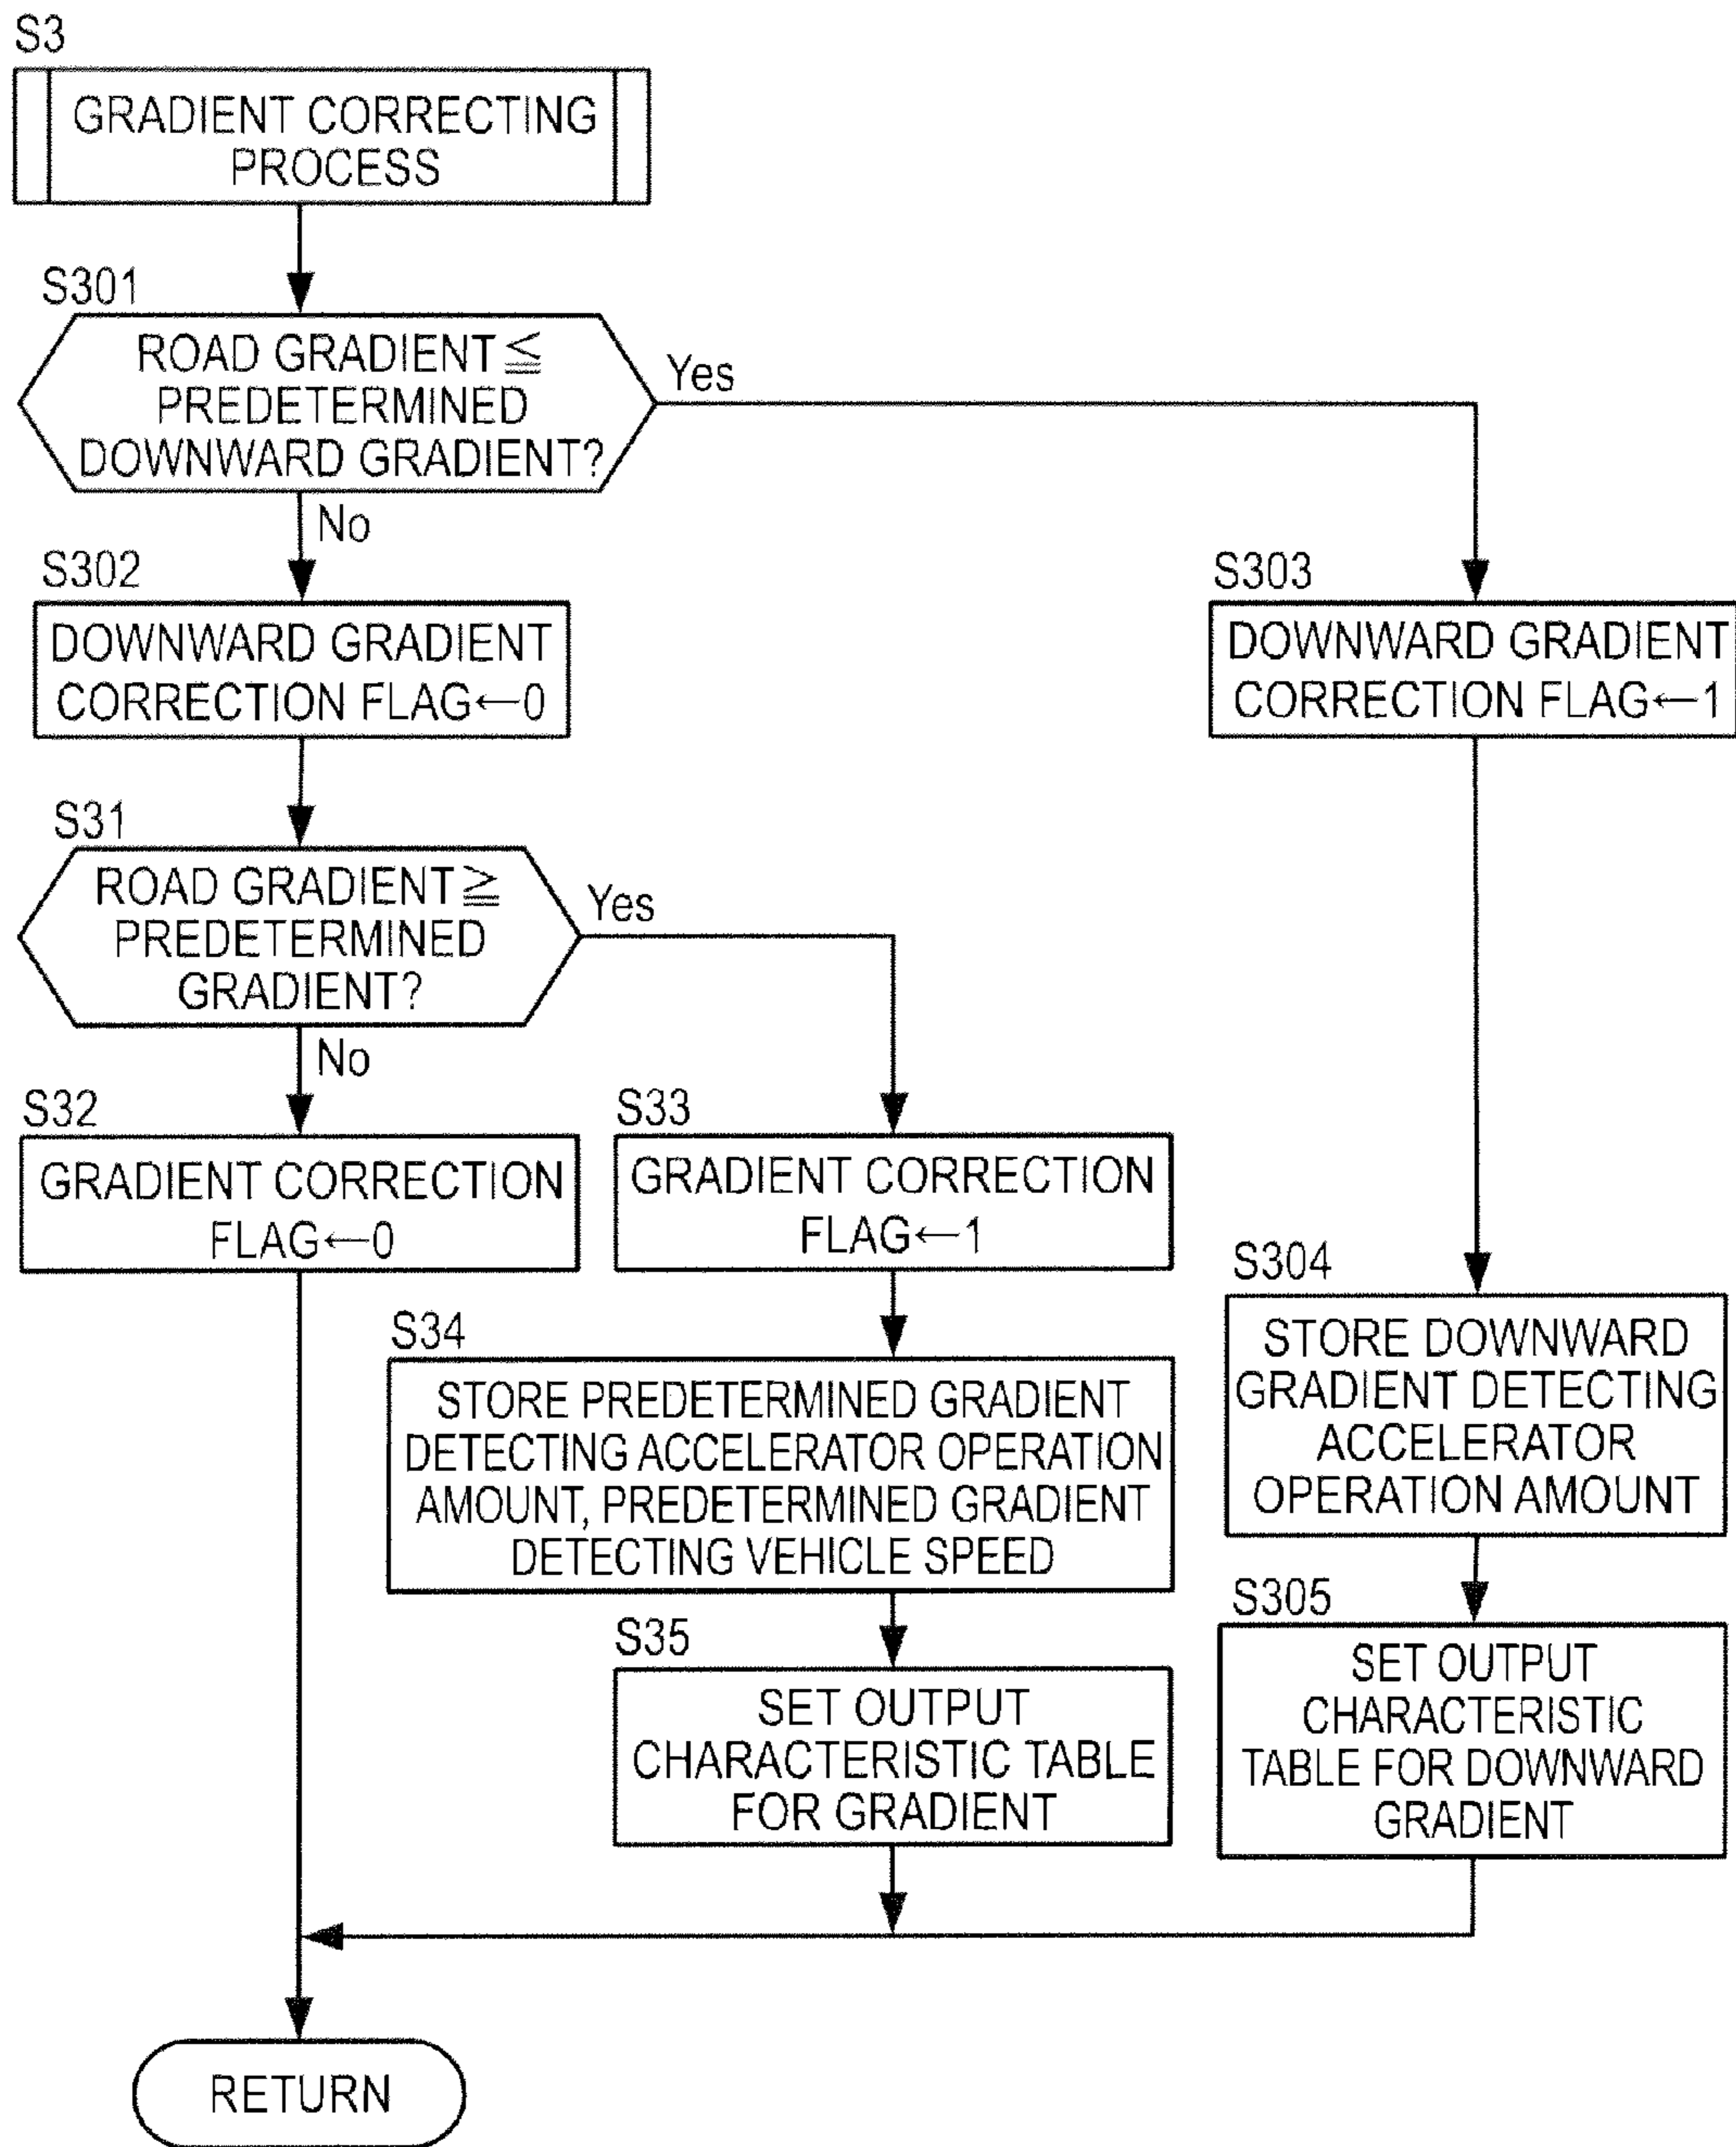 S3
GRADIENT CORRECTING
PROCESS
S301
ROAD GRADIENT≦
PREDETERMINED
DOWNWARD GRADIENT?
Yes
No
S302
DOWNWARD GRADIENT
CORRECTION FLAG←0
S303
DOWNWARD GRADIENT
CORRECTION FLAG←1
S31
ROAD GRADIENT≧
PREDETERMINED
GRADIENT?
Yes
No
S32
GRADIENT CORRECTION
FLAG←0
S33
GRADIENT CORRECTION
FLAG←1
S34
STORE PREDETERMINED GRADIENT
DETECTING ACCELERATOR OPERATION
AMOUNT, PREDETERMINED GRADIENT
DETECTING VEHICLE SPEED
S35
SET OUTPUT
CHARACTERISTIC TABLE
FOR GRADIENT
S304
STORE DOWNWARD
GRADIENT DETECTING
ACCELERATOR
OPERATION AMOUNT
S305
SET OUTPUT
CHARACTERISTIC
TABLE FOR DOWNWARD
GRADIENT
RETURN